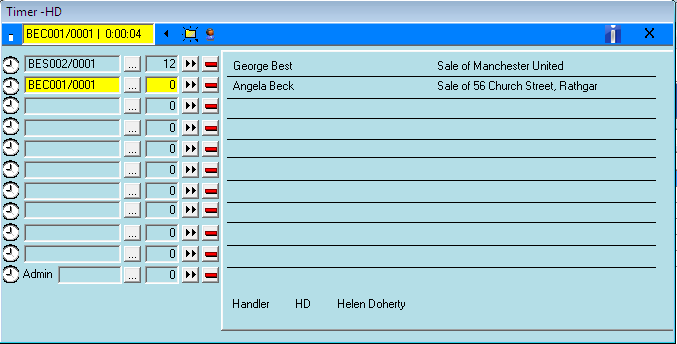 Timer -HD
BEC001/0001 | 0:00:04 i X
BES002/0001 ... 12 George Best Sale of Manchester United
BEC001/0001 ... 0 Angela Beck Sale of 56 Church Street, Rathgar
... 0
... 0
... 0
... 0
... 0
... 0
... 0
... 0
Admin ... 0
Handler HD Helen Doherty